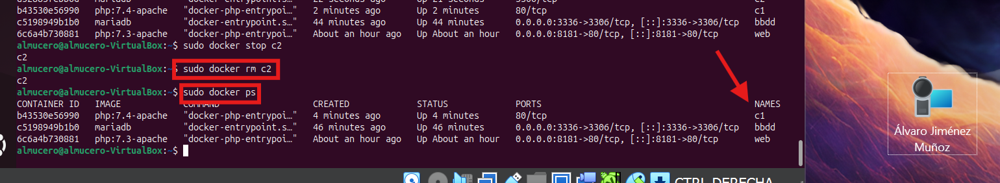 b43530e56990 php:7.4-apache "docker-php-entrypoi…" 2 minutes ago Up 2 minutes 80/tcp c1
c5198949b1b0 mariadb "docker-entrypoint.s…" 44 minutes ago Up 44 minutes 0.0.0.0:3336->3306/tcp, [::]:3336->3306/tcp bbdd
6c6a4b730881 php:7.3-apache "docker-php-entrypoi…" About an hour ago Up About an hour 0.0.0.0:8181->80/tcp, [::]:8181->80/tcp web
almucero@almucero-VirtualBox:~$ sudo docker stop c2
c2
almucero@almucero-VirtualBox:~$ sudo docker rm c2
c2
almucero@almucero-VirtualBox:~$ sudo docker ps
CONTAINER ID IMAGE COMMAND CREATED STATUS PORTS NAMES
b43530e56990 php:7.4-apache "docker-php-entrypoi…" 4 minutes ago Up 4 minutes 80/tcp c1
c5198949b1b0 mariadb "docker-entrypoint.s…" 46 minutes ago Up 46 minutes 0.0.0.0:3336->3306/tcp, [::]:3336->3306/tcp bbdd
6c6a4b730881 php:7.3-apache "docker-php-entrypoi…" About an hour ago Up About an hour 0.0.0.0:8181->80/tcp, [::]:8181->80/tcp web
almucero@almucero-VirtualBox:~$
Álvaro Jiménez
Muñoz
CTRL DERECHA